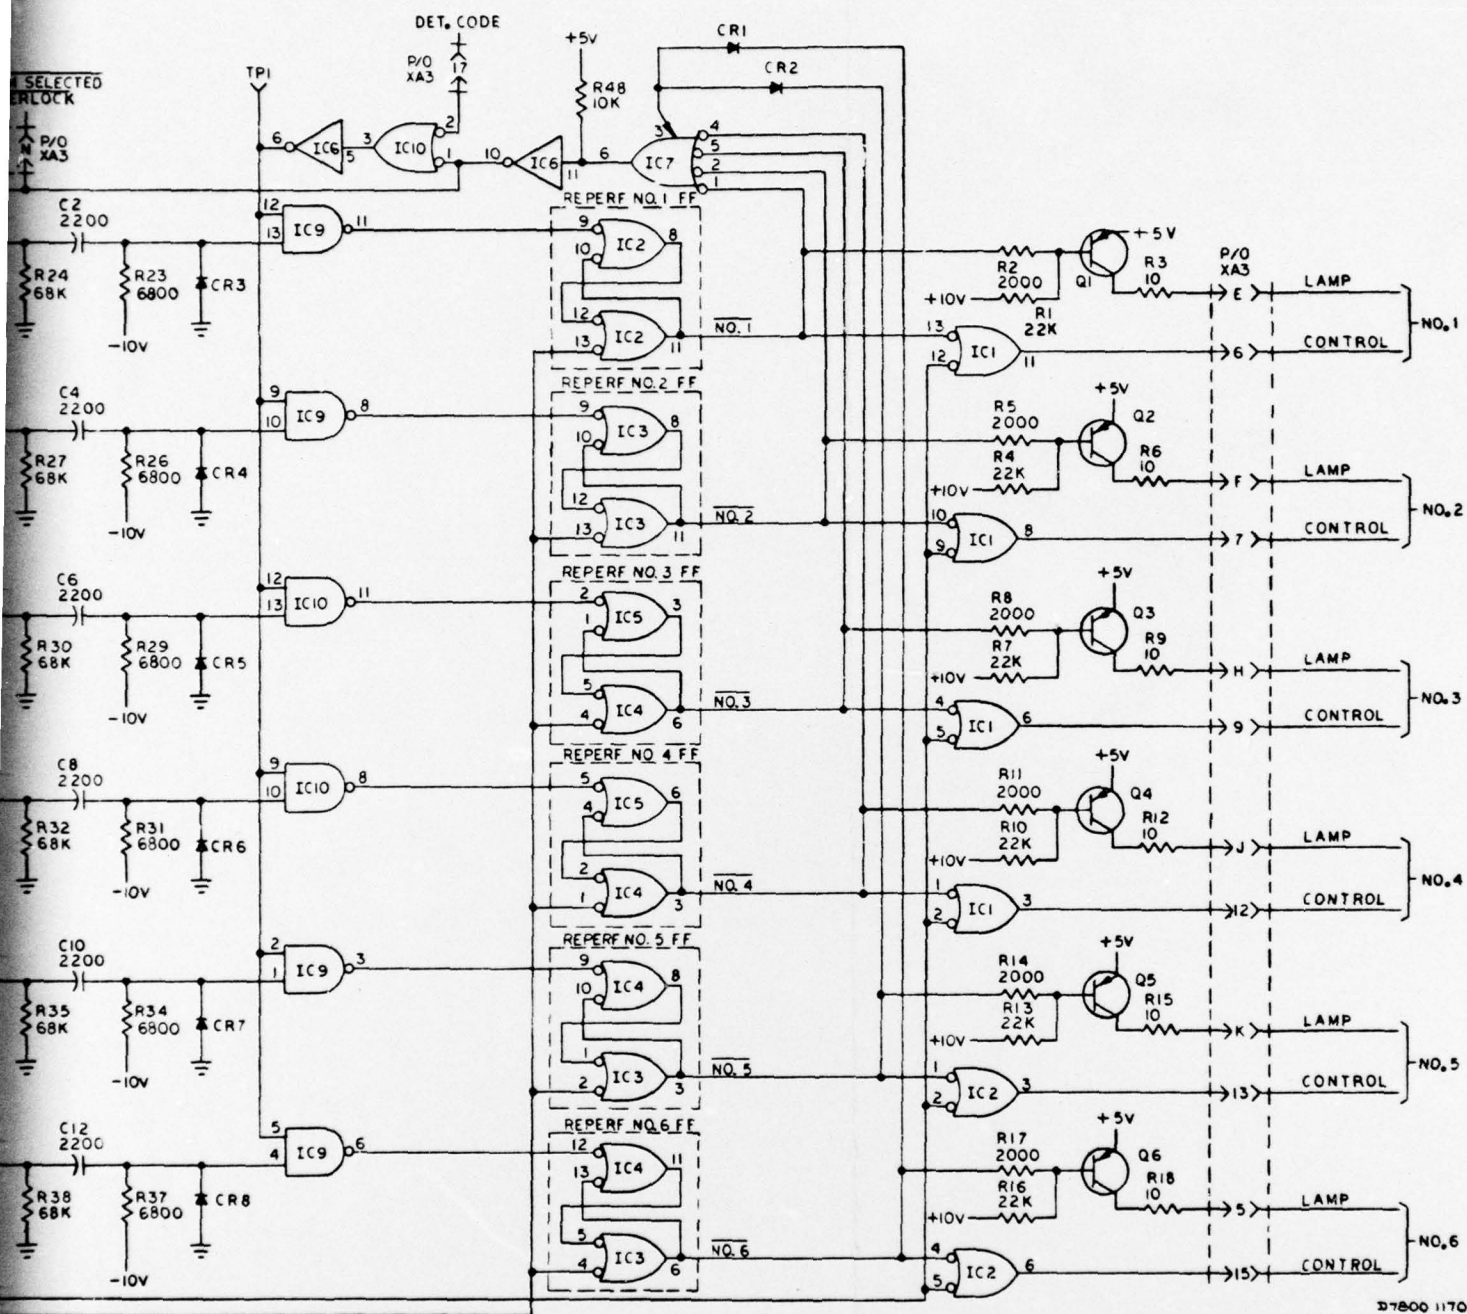 DET. CODE
CR1
+5V
P/O
XA3
17
CR2
TP1
SELECTED
ERLOCK
N
P/O
XA3
R48
10K
6 IC6 5
3 IC10 2
1
10 IC6 11
6 IC7 3 4
5
2
1
REPERF NO. 1 FF
C2
2200
12
13 IC9 11
9
10 IC2 8
R24
68K
R23
6800
CR3
-10V
12
13 IC2 11
NO. 1
R2
2000
+10V
R1
22K
Q1
+5V
R3
10
P/O
XA3
E
LAMP
13
12 IC1 11
6
CONTROL
NO. 1
REPERF NO. 2 FF
C4
2200
9
10 IC9 8
9
10 IC3 8
R27
68K
R26
6800
CR4
-10V
12
13 IC3 11
NO. 2
R5
2000
R4
22K
+10V
+5V
Q2
R6
10
F
LAMP
10
9 IC1 8
7
CONTROL
NO. 2
REPERF NO. 3 FF
C6
2200
12
13 IC10 11
2
1 IC5 3
R30
68K
R29
6800
CR5
-10V
5
4 IC4 6
NO. 3
R8
2000
R7
22K
+10V
+5V
Q3
R9
10
H
LAMP
4
5 IC1 6
9
CONTROL
NO. 3
REPERF NO. 4 FF
C8
2200
9
10 IC10 8
5
4 IC5 6
R32
68K
R31
6800
CR6
-10V
2
1 IC4 3
NO. 4
R11
2000
R10
22K
+10V
+5V
Q4
R12
10
J
LAMP
1
2 IC1 3
12
CONTROL
NO. 4
REPERF NO. 5 FF
C10
2200
2
1 IC9 3
9
10 IC4 8
R35
68K
R34
6800
CR7
-10V
1
2 IC3 3
NO. 5
R14
2000
R13
22K
+10V
+5V
Q5
R15
10
K
LAMP
1
2 IC2 3
13
CONTROL
NO. 5
REPERF NO. 6 FF
C12
2200
5
4 IC9 6
12
13 IC4 11
R38
68K
R37
6800
CR8
-10V
5
4 IC3 6
NO. 6
R17
2000
R16
22K
+10V
+5V
Q6
R18
10
5
LAMP
4
5 IC2 6
15
CONTROL
NO. 6
D7800 1170